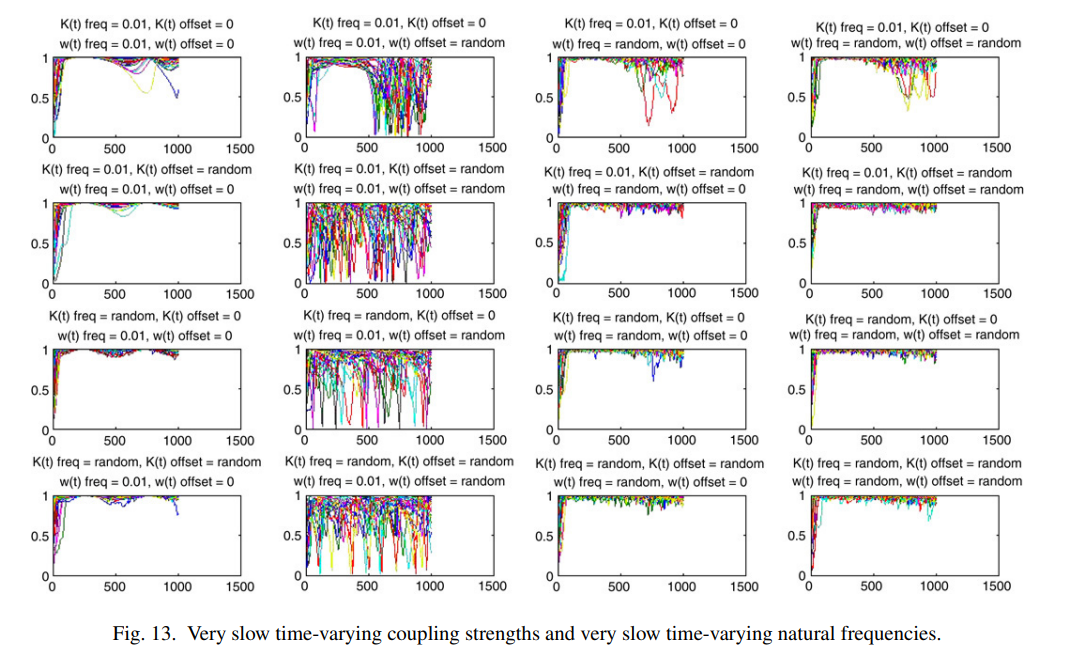 K(t) freq = 0.01, K(t) offset = 0
w(t) freq = 0.01, w(t) offset = 0
1
0.5
0
0 500 1000 1500
K(t) freq = 0.01, K(t) offset = 0
w(t) freq = 0.01, w(t) offset = random
1
0.5
0
0 500 1000 1500
K(t) freq = 0.01, K(t) offset = 0
w(t) freq = random, w(t) offset = 0
1
0.5
0
0 500 1000 1500
K(t) freq = 0.01, K(t) offset = 0
w(t) freq = random, w(t) offset = random
1
0.5
0
0 500 1000 1500
K(t) freq = 0.01, K(t) offset = random
w(t) freq = 0.01, w(t) offset = 0
1
0.5
0
0 500 1000 1500
K(t) freq = 0.01, K(t) offset = random
w(t) freq = 0.01, w(t) offset = random
1
0.5
0
0 500 1000 1500
K(t) freq = 0.01, K(t) offset = random
w(t) freq = random, w(t) offset = 0
1
0.5
0
0 500 1000 1500
K(t) freq = 0.01, K(t) offset = random
w(t) freq = random, w(t) offset = random
1
0.5
0
0 500 1000 1500
K(t) freq = random, K(t) offset = 0
w(t) freq = 0.01, w(t) offset = 0
1
0.5
0
0 500 1000 1500
K(t) freq = random, K(t) offset = 0
w(t) freq = 0.01, w(t) offset = random
1
0.5
0
0 500 1000 1500
K(t) freq = random, K(t) offset = 0
w(t) freq = random, w(t) offset = 0
1
0.5
0
0 500 1000 1500
K(t) freq = random, K(t) offset = 0
w(t) freq = random, w(t) offset = random
1
0.5
0
0 500 1000 1500
K(t) freq = random, K(t) offset = random
w(t) freq = 0.01, w(t) offset = 0
1
0.5
0
0 500 1000 1500
K(t) freq = random, K(t) offset = random
w(t) freq = 0.01, w(t) offset = random
1
0.5
0
0 500 1000 1500
K(t) freq = random, K(t) offset = random
w(t) freq = random, w(t) offset = 0
1
0.5
0
0 500 1000 1500
K(t) freq = random, K(t) offset = random
w(t) freq = random, w(t) offset = random
1
0.5
0
0 500 1000 1500
Fig. 13. Very slow time-varying coupling strengths and very slow time-varying natural frequencies.